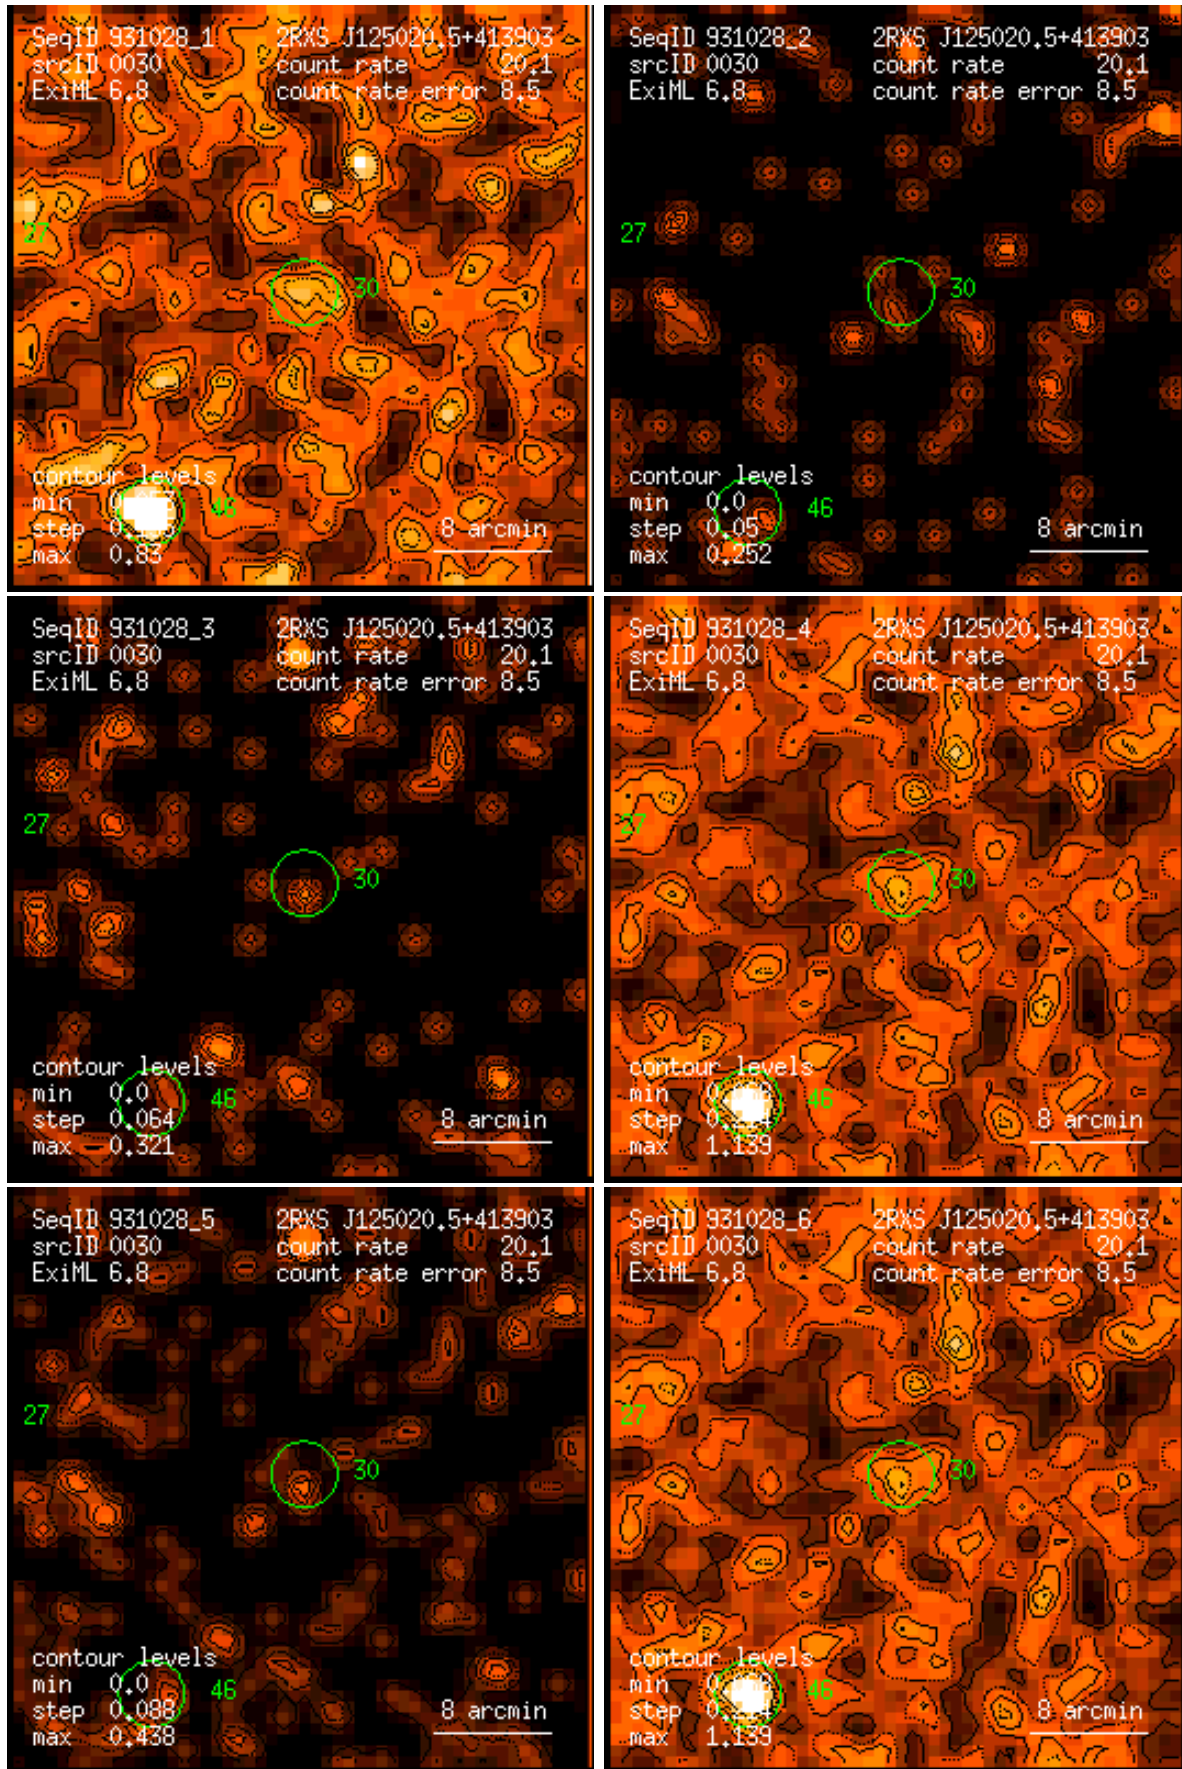 SeqID 931028_1 2RXS J125020.5+413903
srcID 0030 count rate 20.1
ExiML 6.8 count rate error 8.5
27
30
contour levels
min
46
step
8 arcmin
max 0.83
SeqID 931028_2 2RXS J125020.5+413903
srcID 0030 count rate 20.1
ExiML 6.8 count rate error 8.5
27
30
contour levels
min 0.0
46
step 0.05
8 arcmin
max 0.252
SeqID 931028_3 2RXS J125020.5+413903
srcID 0030 count rate 20.1
ExiML 6.8 count rate error 8.5
27
30
contour levels
min 0.0
46
step 0.064
8 arcmin
max 0.321
SeqID 931028_4 2RXS J125020.5+413903
srcID 0030 count rate 20.1
ExiML 6.8 count rate error 8.5
27
30
contour levels
min
46
step
8 arcmin
max 1.139
SeqID 931028_5 2RXS J125020.5+413903
srcID 0030 count rate 20.1
ExiML 6.8 count rate error 8.5
27
30
contour levels
min 0.0
46
step 0.088
8 arcmin
max 0.438
SeqID 931028_6 2RXS J125020.5+413903
srcID 0030 count rate 20.1
ExiML 6.8 count rate error 8.5
27
30
contour levels
min
46
step
8 arcmin
max 1.139